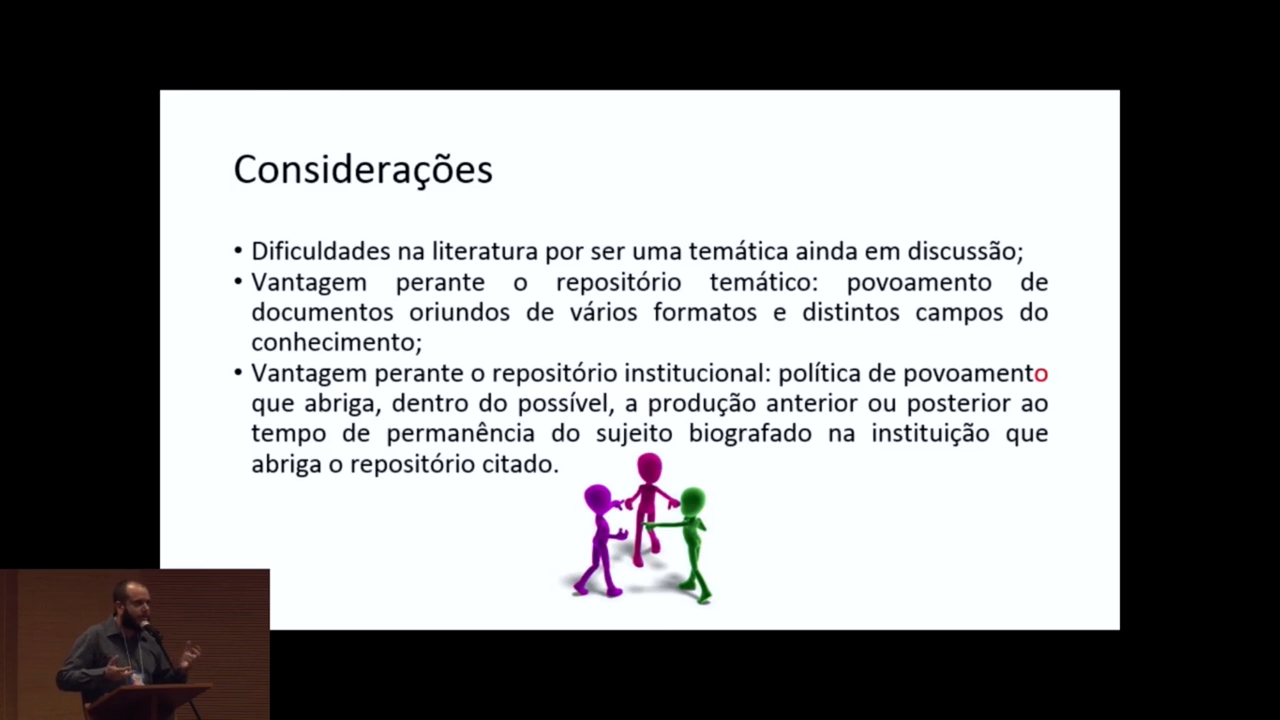 Considerações
• Dificuldades na literatura por ser uma temática ainda em discussão;
• Vantagem perante o repositório temático: povoamento de
documentos oriundos de vários formatos e distintos campos do
conhecimento;
• Vantagem perante o repositório institucional: política de povoamento
que abriga, dentro do possível, a produção anterior ou posterior ao
tempo de permanência do sujeito biografado na instituição que
abriga o repositório citado.